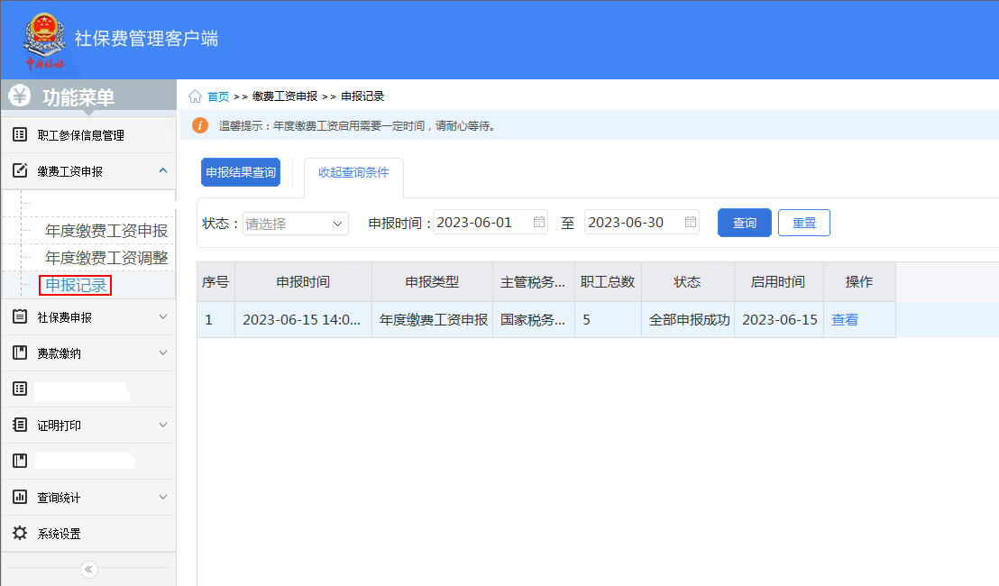 中国税务
社保费管理客户端
功能菜单
职工参保信息管理
缴费工资申报
年度缴费工资申报
年度缴费工资调整
申报记录
社保费申报
费款缴纳
证明打印
查询统计
系统设置
首页 >> 缴费工资申报 >> 申报记录
温馨提示：年度缴费工资启用需要一定时间，请耐心等待。
申报结果查询 收起查询条件
状态： 请选择 申报时间： 2023-06-01 至 2023-06-30 查询 重置
序号 申报时间 申报类型 主管税务... 职工总数 状态 启用时间 操作
1 2023-06-15 14:0... 年度缴费工资申报 国家税务... 5 全部申报成功 2023-06-15 查看